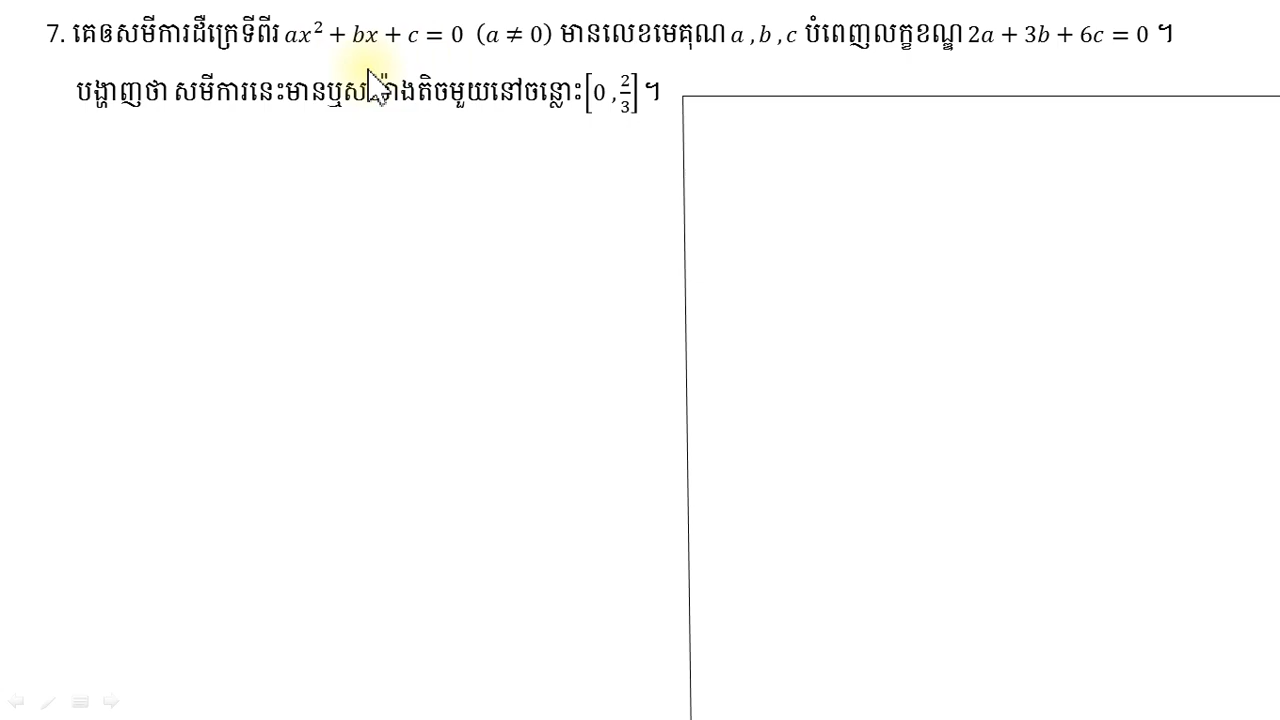 7. គេឲសមីការដឺក្រេទីពីរ ax² + bx + c = 0 (a ≠ 0) មានលេខមេគុណ a , b , c បំពេញលក្ខខណ្ឌ 2a + 3b + 6c = 0 ។
បង្ហាញថា សមីការនេះមានឬសយ៉ាងតិចមួយនៅចន្លោះ [0 , 2/3] ។